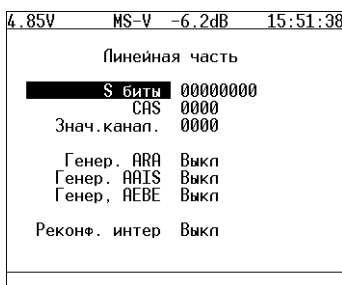 4.85V MS-V -6.2dB 15:51:38
Линейная часть
S биты 00000000
CAS 0000
Знач.канал. 0000
Генер. ARA Выкл
Генер. AAIS Выкл
Генер, AEBE Выкл
Реконф. интер Выкл